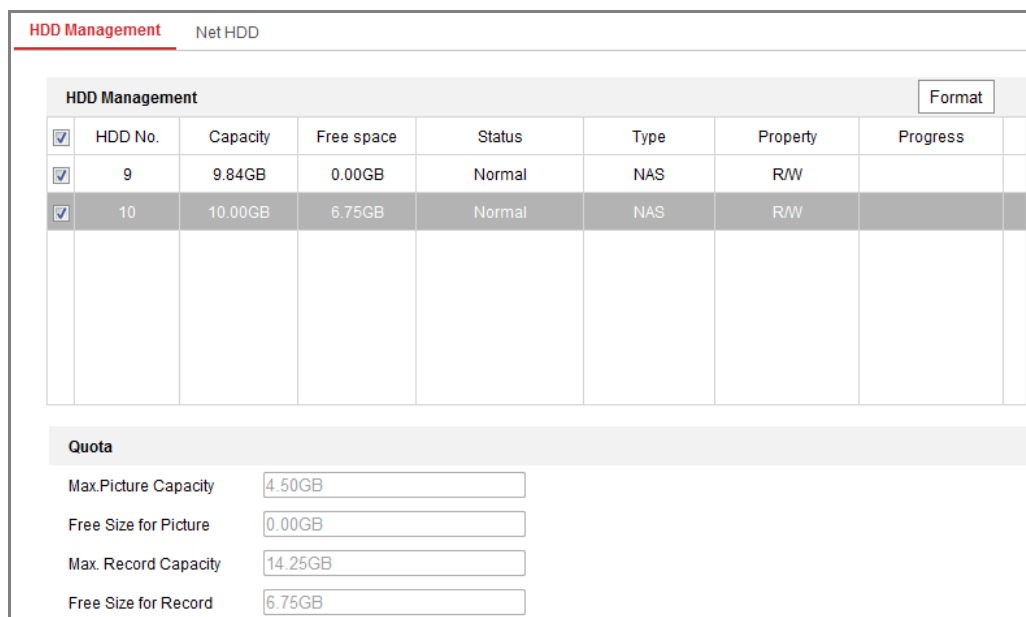 HDD Management Net HDD
HDD Management Format
HDD No. Capacity Free space Status Type Property Progress
9 9.84GB 0.00GB Normal NAS R/W
10 10.00GB 6.75GB Normal NAS R/W
Quota
Max.Picture Capacity 4.50GB
Free Size for Picture 0.00GB
Max. Record Capacity 14.25GB
Free Size for Record 6.75GB